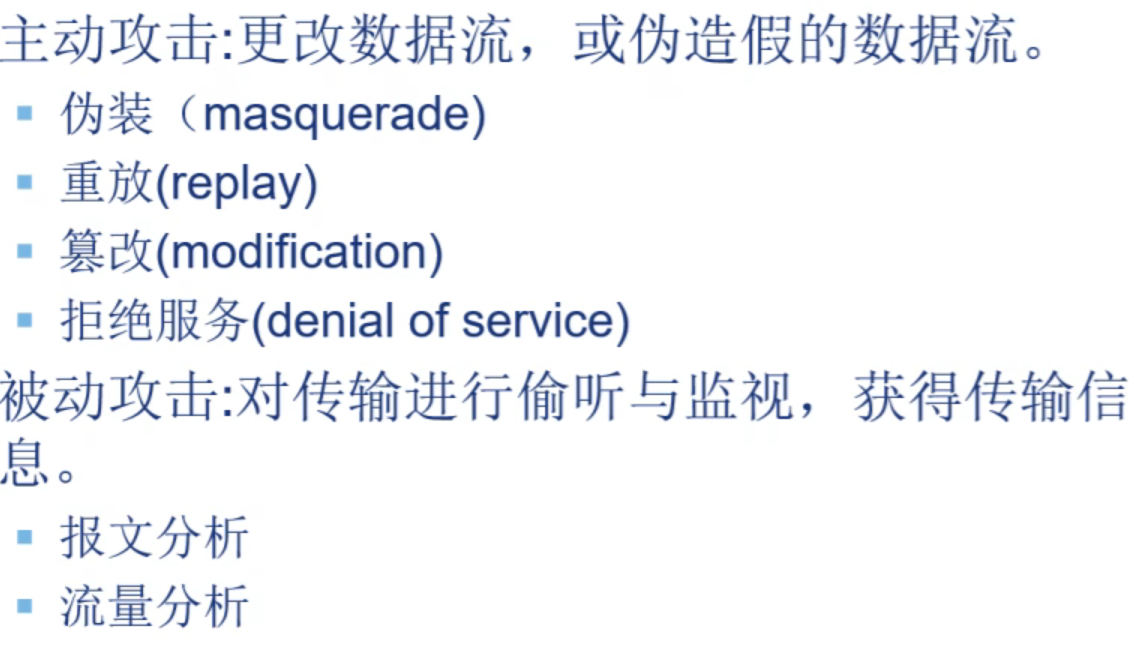 主动攻击:更改数据流，或伪造假的数据流。
▪ 伪装（masquerade)
▪ 重放(replay)
▪ 篡改(modification)
▪ 拒绝服务(denial of service)
被动攻击:对传输进行偷听与监视，获得传输信
息。
▪ 报文分析
▪ 流量分析